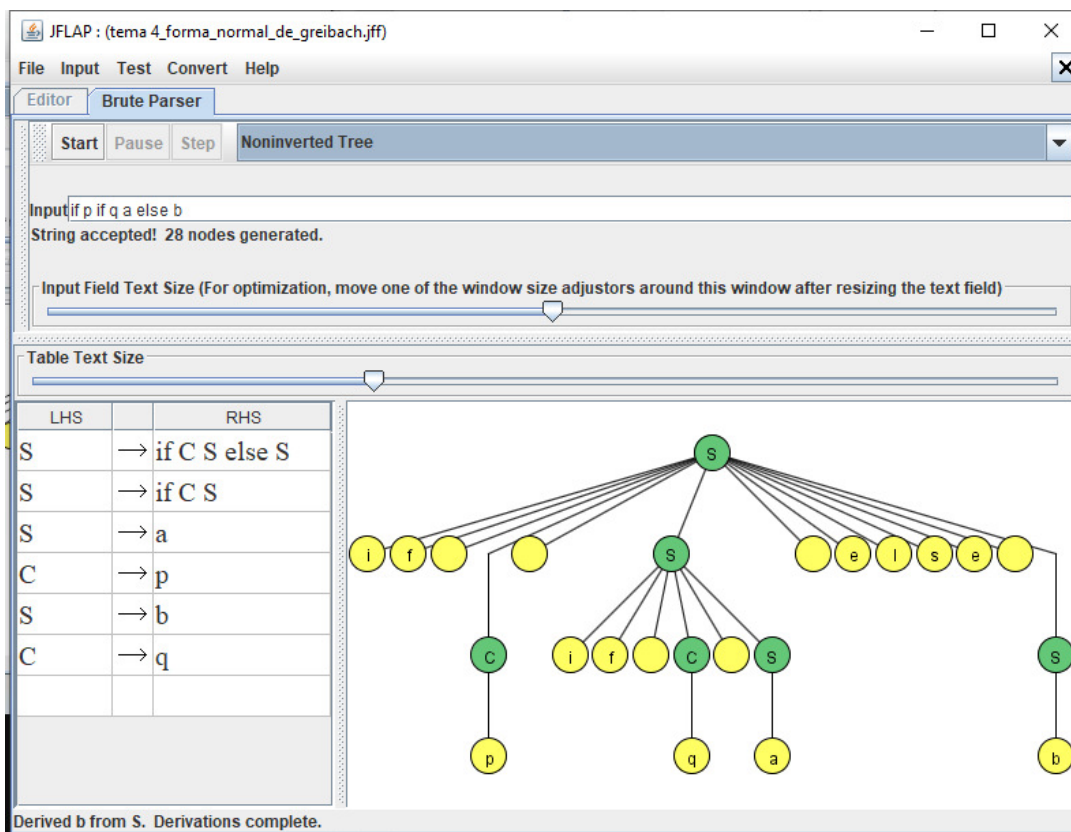 JFLAP : (tema 4_forma_normal_de_greibach.jff)
File Input Test Convert Help
Editor Brute Parser
Start Pause Step Noninverted Tree
Input if p if q a else b
String accepted! 28 nodes generated.
Input Field Text Size (For optimization, move one of the window size adjustors around this window after resizing the text field)
Table Text Size
LHS RHS
S → if C S else S
S → if C S
S → a
C → p
S → b
C → q
S
i f S e l s e
C i f C S S
p q a b
Derived b from S. Derivations complete.